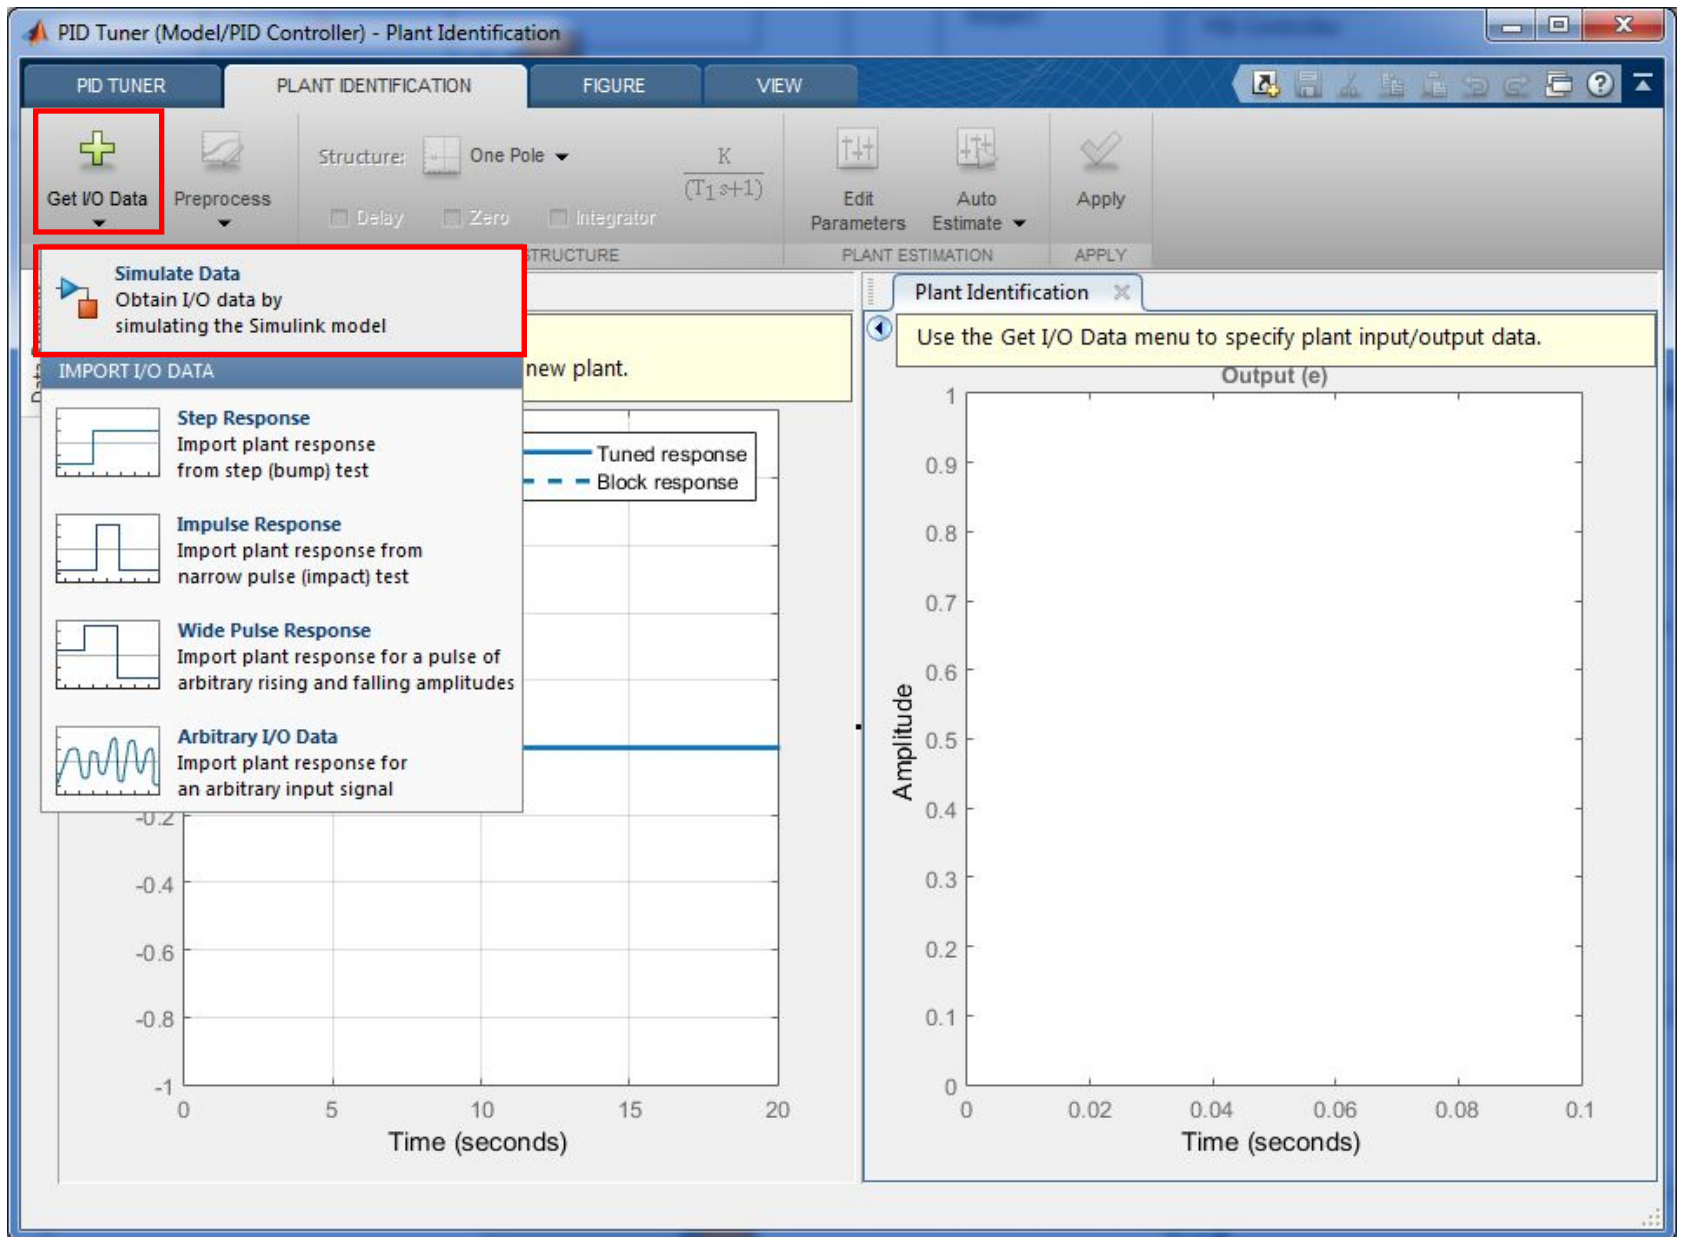 PID Tuner (Model/PID Controller) - Plant Identification
PID TUNER
PLANT IDENTIFICATION
FIGURE
VIEW
Get I/O Data
Preprocess
Structure:
One Pole
K
(T1s+1)
Delay
Zero
Integrator
Edit
Parameters
Auto
Estimate
Apply
STRUCTURE
PLANT ESTIMATION
APPLY
Simulate Data
Obtain I/O data by
simulating the Simulink model
IMPORT I/O DATA
Step Response
Import plant response
from step (bump) test
Impulse Response
Import plant response from
narrow pulse (impact) test
Wide Pulse Response
Import plant response for a pulse of
arbitrary rising and falling amplitudes
Arbitrary I/O Data
Import plant response for
an arbitrary input signal
new plant.
Tuned response
Block response
-0.2
-0.4
-0.6
-0.8
-1
0 5 10 15 20
Time (seconds)
Plant Identification
Use the Get I/O Data menu to specify plant input/output data.
Output (e)
Amplitude
1
0.9
0.8
0.7
0.6
0.5
0.4
0.3
0.2
0.1
0
0 0.02 0.04 0.06 0.08 0.1
Time (seconds)